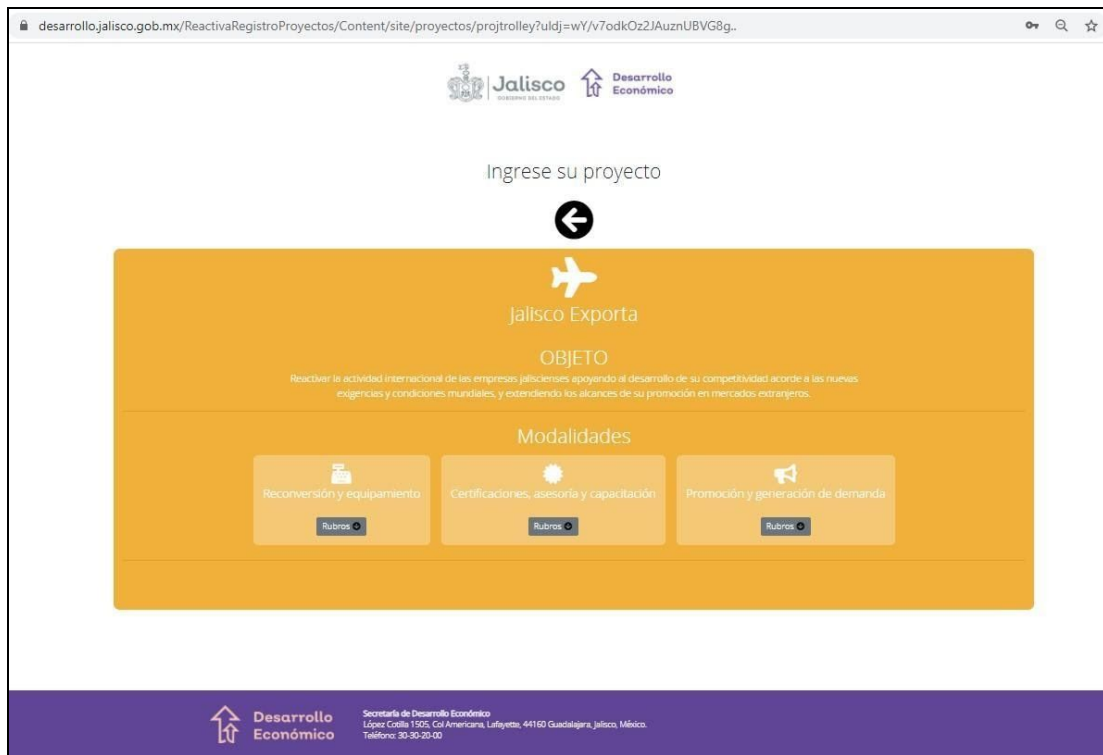 desarrollo.jalisco.gob.mx/ReactivaRegistroProyectos/Content/site/proyectos/projtrolley?uldj=wY/v7odkOz2JAuznUBVG8g..
Jalisco
GOBIERNO DEL ESTADO
Desarrollo
Económico
Ingrese su proyecto
Jalisco Exporta
OBJETO
Reactivar la actividad internacional de las empresas jaliscienses apoyando al desarrollo de su competitividad acorde a las nuevas
exigencias y condiciones mundiales, y extendiendo los alcances de su promoción en mercados extranjeros.
Modalidades
Reconversión y equipamiento
Rubros
Certificaciones, asesoría y capacitación
Rubros
Promoción y generación de demanda
Rubros
Desarrollo
Económico
Secretaría de Desarrollo Económico
López Cotilla 1505, Col Americana, Lafayette, 44160 Guadalajara, Jalisco, México.
Teléfono: 30-30-20-00